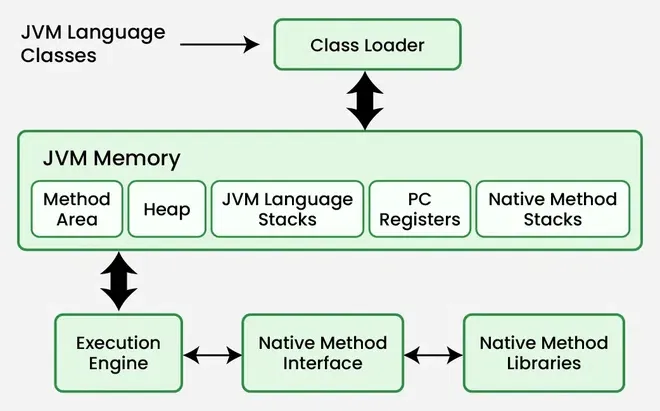 JVM Language
Classes
Class Loader
JVM Memory
Method
Area
Heap
JVM Language
Stacks
PC
Registers
Native Method
Stacks
Execution
Engine
Native Method
Interface
Native Method
Libraries